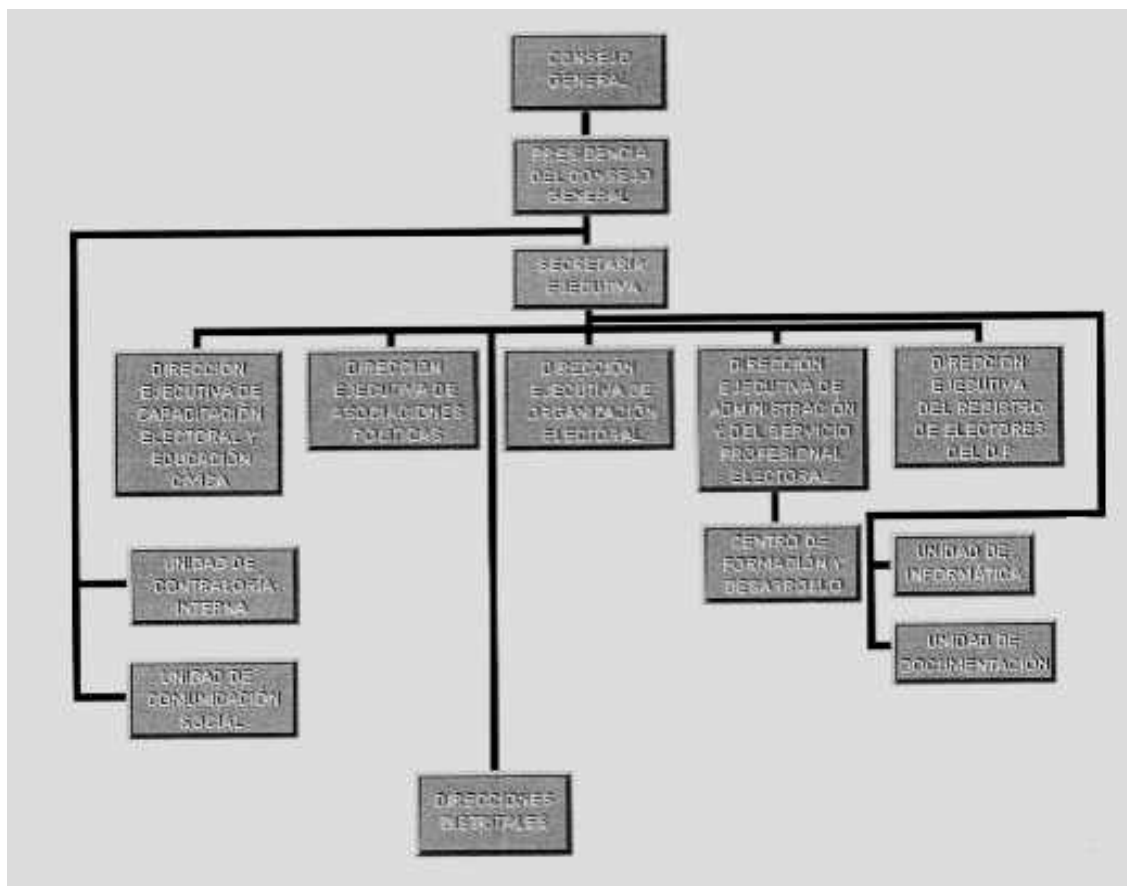 CONSEJO
GENERAL
PRESIDENCIA
DEL CONSEJO
GENERAL
SECRETARÍA
EJECUTIVA
DIRECCIÓN
EJECUTIVA DE
CAPACITACIÓN
ELECTORAL Y
EDUCACIÓN
CÍVICA
DIRECCIÓN
EJECUTIVA DE
ASOCIACIONES
POLÍTICAS
DIRECCIÓN
EJECUTIVA DE
ORGANIZACIÓN
ELECTORAL
DIRECCIÓN
EJECUTIVA DE
ADMINISTRACIÓN
Y DEL SERVICIO
PROFESIONAL
ELECTORAL
DIRECCIÓN
EJECUTIVA
DEL REGISTRO
DE ELECTORES
DEL D.F.
UNIDAD DE
CONTRALORÍA
INTERNA
CENTRO DE
FORMACIÓN Y
DESARROLLO
UNIDAD DE
INFORMÁTICA
UNIDAD DE
DOCUMENTACIÓN
UNIDAD DE
COMUNICACIÓN
SOCIAL
DIRECCIONES
DISTRITALES